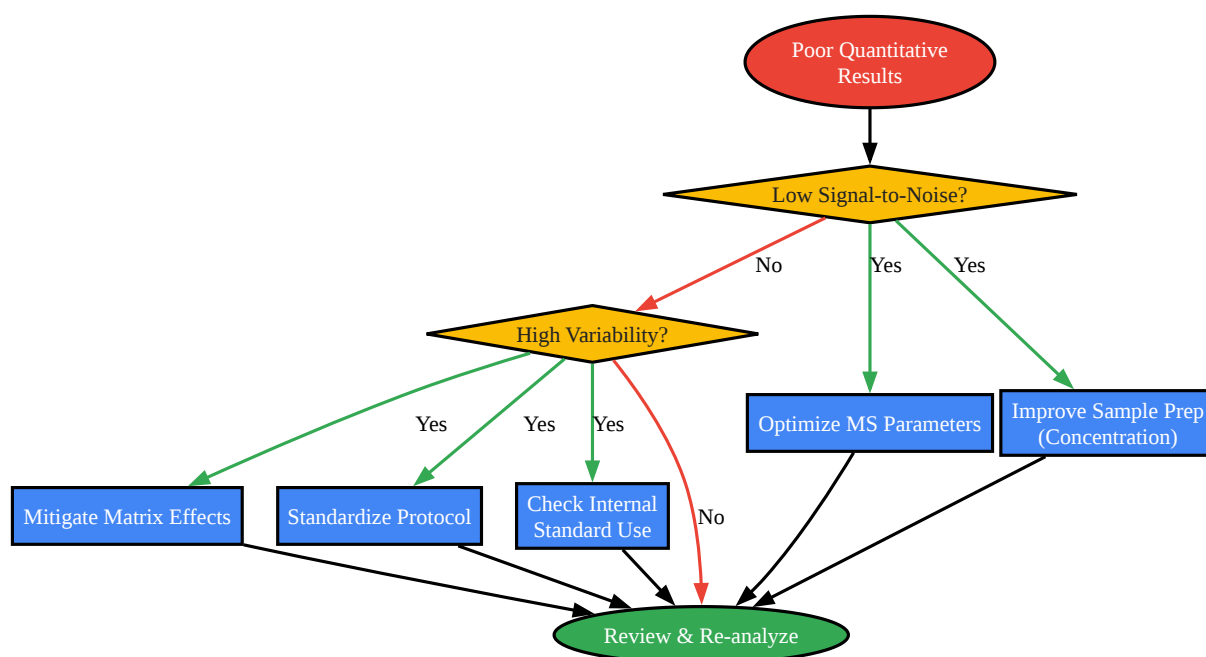 Poor Quantitative
Results
Low Signal-to-Noise?
No
Yes
Yes
High Variability?
Yes
Yes
Yes
No
Optimize MS Parameters
Improve Sample Prep
(Concentration)
Mitigate Matrix Effects
Standardize Protocol
Check Internal
Standard Use
Review & Re-analyze